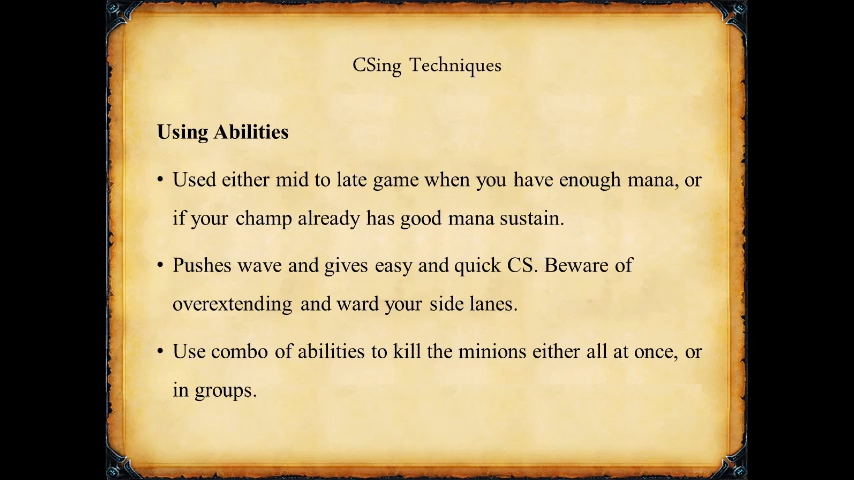 CSing Techniques
Using Abilities
• Used either mid to late game when you have enough mana, or
if your champ already has good mana sustain.
• Pushes wave and gives easy and quick CS. Beware of
overextending and ward your side lanes.
• Use combo of abilities to kill the minions either all at once, or
in groups.